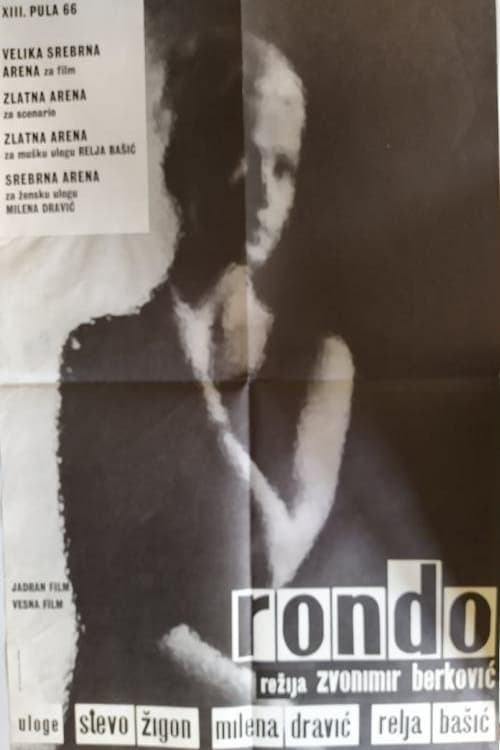 XIII. PULA 66
VELIKA SREBRNA
ARENA za film
ZLATNA ARENA
za scenario
ZLATNA ARENA
za mušku ulogu RELJA BAŠIĆ
SREBRNA ARENA
za žensku ulogu
MILENA DRAVIĆ
JADRAN FILM
VESNA FILM
rondo
režija zvonimir berković
uloge stevo žigon milena dravić relja bašić